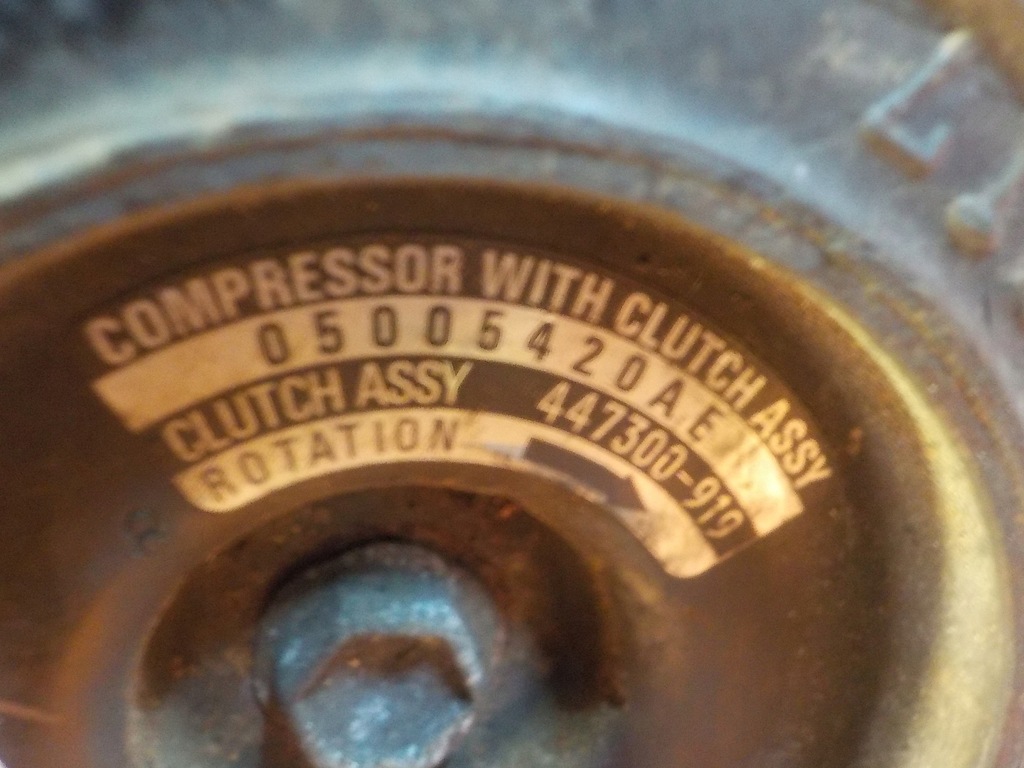 COMPRESSOR WITH CLUTCH ASSY
05005420AE
CLUTCH ASSY 447300-919
ROTATION